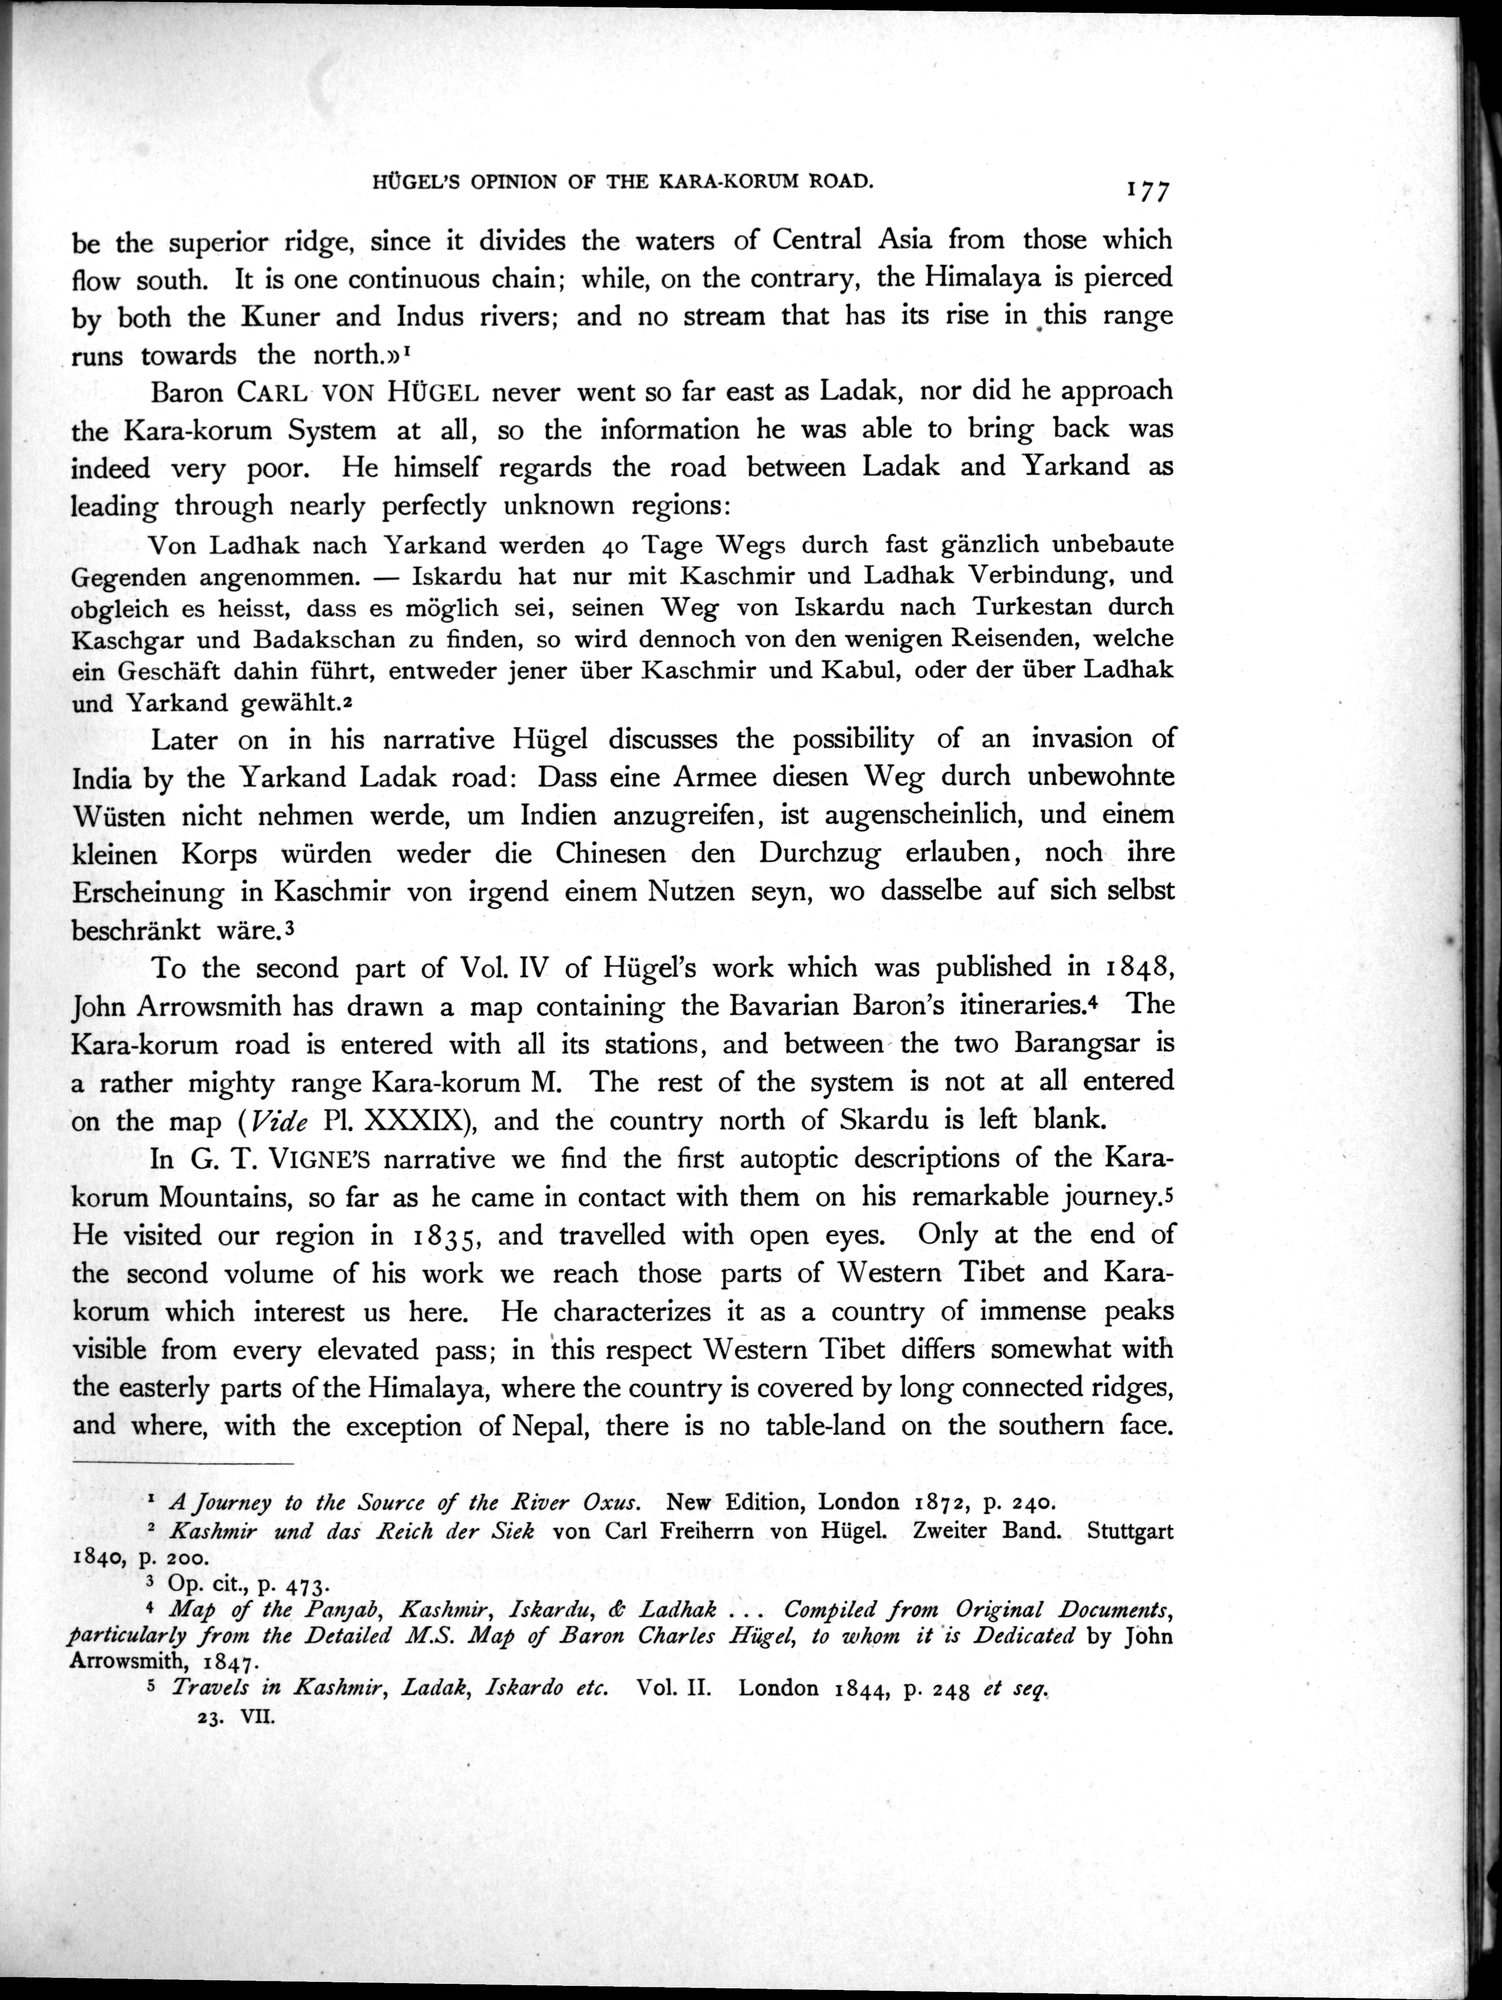 HÜGEL'S OPINION OF THE KARA-KORUM ROAD. 177
be the superior ridge, since it divides the waters of Central Asia from those which
flow south. It is one continuous chain; while, on the contrary, the Himalaya is pierced
by both the Kuner and Indus rivers; and no stream that has its rise in this range
runs towards the north.»¹
Baron CARL VON HÜGEL never went so far east as Ladak, nor did he approach
the Kara-korum System at all, so the information he was able to bring back was
indeed very poor. He himself regards the road between Ladak and Yarkand as
leading through nearly perfectly unknown regions:
Von Ladhak nach Yarkand werden 40 Tage Wegs durch fast gänzlich unbebaute
Gegenden angenommen. — Iskardu hat nur mit Kaschmir und Ladhak Verbindung, und
obgleich es heisst, dass es möglich sei, seinen Weg von Iskardu nach Turkestan durch
Kaschgar und Badakschan zu finden, so wird dennoch von den wenigen Reisenden, welche
ein Geschäft dahin führt, entweder jener über Kaschmir und Kabul, oder der über Ladhak
und Yarkand gewählt.²
Later on in his narrative Hügel discusses the possibility of an invasion of
India by the Yarkand Ladak road: Dass eine Armee diesen Weg durch unbewohnte
Wüsten nicht nehmen werde, um Indien anzugreifen, ist augenscheinlich, und einem
kleinen Korps würden weder die Chinesen den Durchzug erlauben, noch ihre
Erscheinung in Kaschmir von irgend einem Nutzen seyn, wo dasselbe auf sich selbst
beschränkt wäre.³
To the second part of Vol. IV of Hügel's work which was published in 1848,
John Arrowsmith has drawn a map containing the Bavarian Baron's itineraries.⁴ The
Kara-korum road is entered with all its stations, and between the two Barangsar is
a rather mighty range Kara-korum M. The rest of the system is not at all entered
on the map (Vide Pl. XXXIX), and the country north of Skardu is left blank.
In G. T. VIGNE'S narrative we find the first autoptic descriptions of the Kara-
korum Mountains, so far as he came in contact with them on his remarkable journey.⁵
He visited our region in 1835, and travelled with open eyes. Only at the end of
the second volume of his work we reach those parts of Western Tibet and Kara-
korum which interest us here. He characterizes it as a country of immense peaks
visible from every elevated pass; in this respect Western Tibet differs somewhat with
the easterly parts of the Himalaya, where the country is covered by long connected ridges,
and where, with the exception of Nepal, there is no table-land on the southern face.
¹ A Journey to the Source of the River Oxus. New Edition, London 1872, p. 240.
² Kashmir und das Reich der Siek von Carl Freiherrn von Hügel. Zweiter Band. Stuttgart
1840, p. 200.
³ Op. cit., p. 473.
⁴ Map of the Panjab, Kashmir, Iskardu, & Ladhak ... Compiled from Original Documents,
particularly from the Detailed M.S. Map of Baron Charles Hügel, to whom it is Dedicated by John
Arrowsmith, 1847.
⁵ Travels in Kashmir, Ladak, Iskardo etc. Vol. II. London 1844, p. 248 et seq.
23. VII.